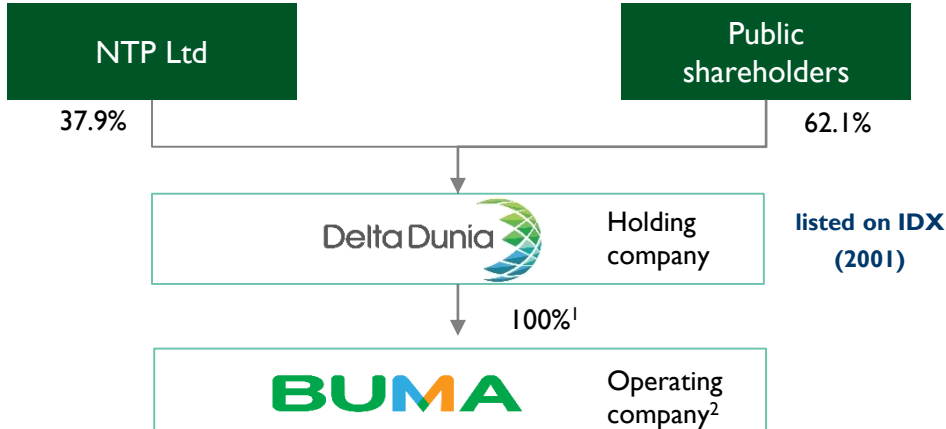 NTP Ltd
Public
shareholders
37.9%
62.1%
Delta Dunia
Holding
company
listed on IDX
(2001)
100%¹
BUMA
Operating
company²